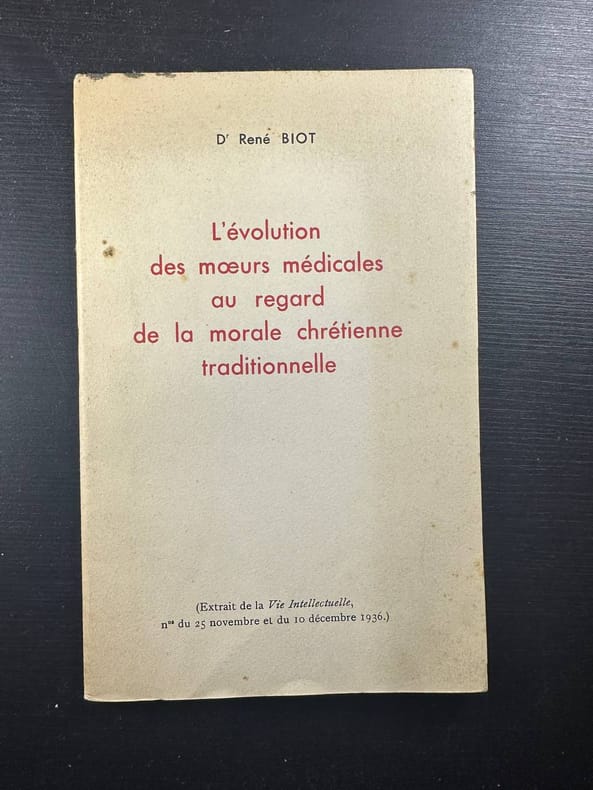 Dʳ René BIOT
L'évolution
des mœurs médicales
au regard
de la morale chrétienne
traditionnelle
(Extrait de la Vie Intellectuelle,
nᵒˢ du 25 novembre et du 10 décembre 1936.)